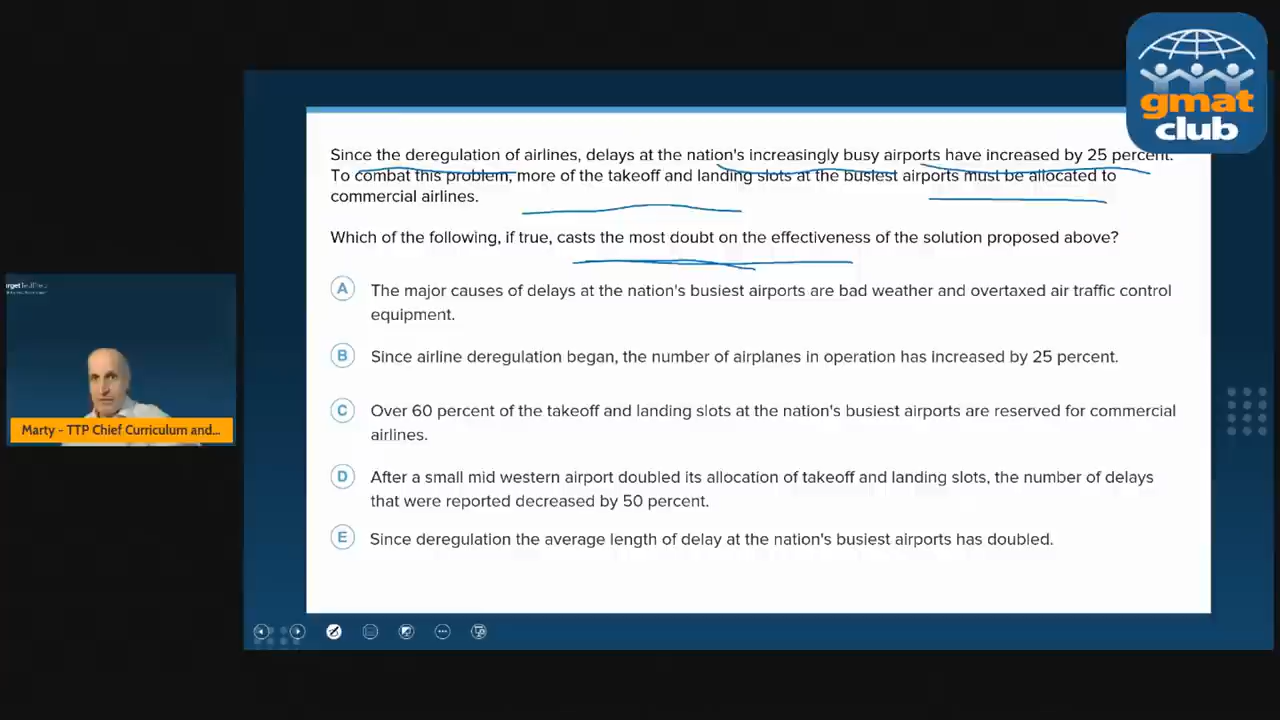 gmat
club
Since the deregulation of airlines, delays at the nation's increasingly busy airports have increased by 25 percent.
To combat this problem, more of the takeoff and landing slots at the busiest airports must be allocated to
commercial airlines.
Which of the following, if true, casts the most doubt on the effectiveness of the solution proposed above?
A The major causes of delays at the nation's busiest airports are bad weather and overtaxed air traffic control
equipment.
B Since airline deregulation began, the number of airplanes in operation has increased by 25 percent.
C Over 60 percent of the takeoff and landing slots at the nation's busiest airports are reserved for commercial
airlines.
D After a small mid western airport doubled its allocation of takeoff and landing slots, the number of delays
that were reported decreased by 50 percent.
E Since deregulation the average length of delay at the nation's busiest airports has doubled.
Marty - TTP Chief Curriculum and...